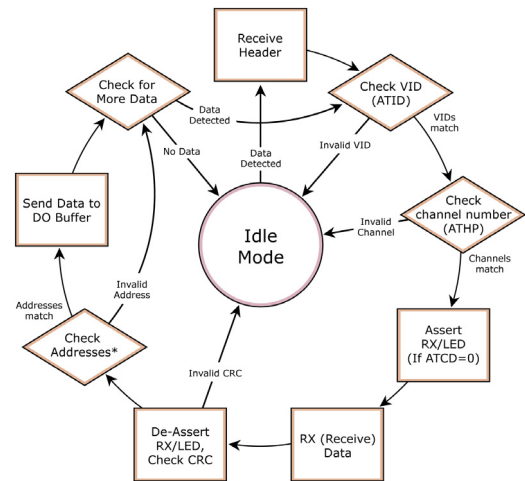 Receive
Header
Check for
More Data
Check VID
(ATID)
Data
Detected
VIDs
match
No Data
Data
Detected
Invalid VID
Send Data to
DO Buffer
Check
channel number
(ATHP)
Idle
Mode
Invalid
Channel
Channels
match
Invalid
Address
Addresses
match
Assert
RX/LED
(If ATCD=0)
Check
Addresses*
Invalid CRC
De-Assert
RX/LED,
Check CRC
RX (Receive)
Data